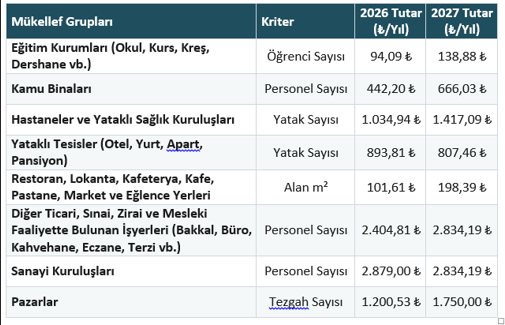 Mükellef Grupları Kriter 2026 Tutar (₺/Yıl) 2027 Tutar (₺/Yıl)
Eğitim Kurumları (Okul, Kurs, Kreş,
Dershane vb.) Öğrenci Sayısı 94,09 ₺ 138,88 ₺
Kamu Binaları Personel Sayısı 442,20 ₺ 666,03 ₺
Hastaneler ve Yataklı Sağlık Kuruluşları Yatak Sayısı 1.034,94 ₺ 1.417,09 ₺
Yataklı Tesisler (Otel, Yurt, Apart,
Pansiyon) Yatak Sayısı 893,81 ₺ 807,46 ₺
Restoran, Lokanta, Kafeterya, Kafe,
Pastane, Market ve Eğlence Yerleri Alan m² 101,61 ₺ 198,39 ₺
Diğer Ticari, Sınai, Zirai ve Mesleki
Faaliyette Bulunan İşyerleri (Bakkal, Büro,
Kahvehane, Eczane, Terzi vb.) Personel Sayısı 2.404,81 ₺ 2.834,19 ₺
Sanayi Kuruluşları Personel Sayısı 2.879,00 ₺ 2.834,19 ₺
Pazarlar Tezgah Sayısı 1.200,53 ₺ 1.750,00 ₺